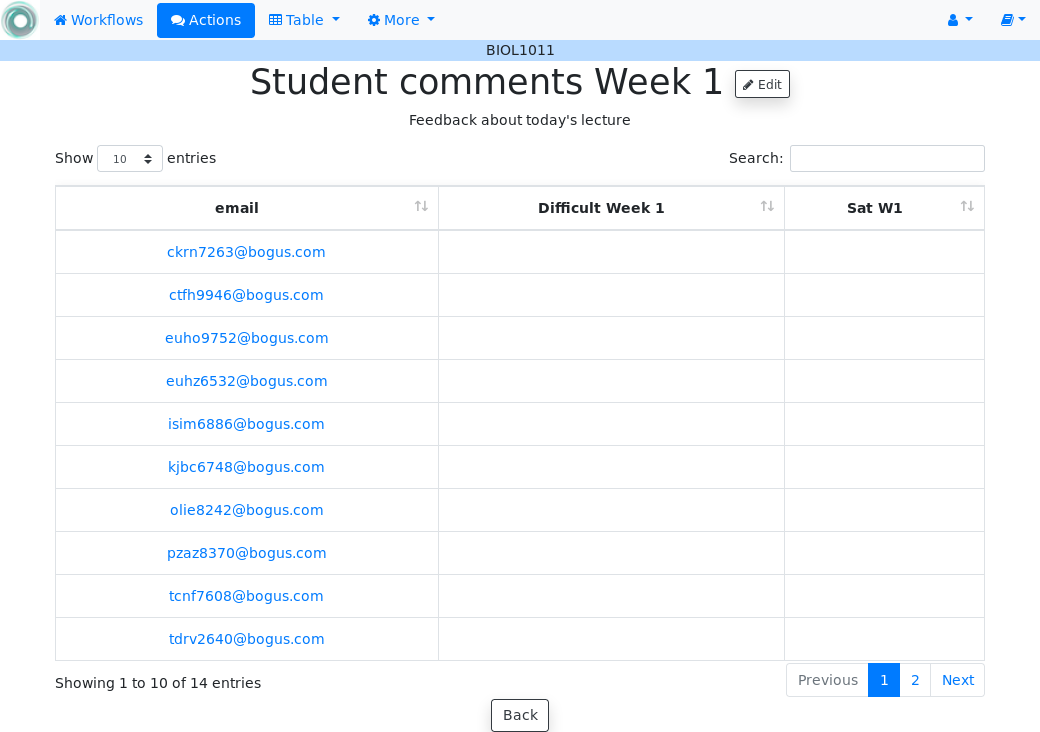 Workflows Actions Table More
BIOL1011
Student comments Week 1 Edit
Feedback about today's lecture
Show 10 entries Search:
email Difficult Week 1 Sat W1
ckrn7263@bogus.com
ctfh9946@bogus.com
euho9752@bogus.com
euhz6532@bogus.com
isim6886@bogus.com
kjbc6748@bogus.com
olie8242@bogus.com
pzaz8370@bogus.com
tcnf7608@bogus.com
tdrv2640@bogus.com
Showing 1 to 10 of 14 entries Previous 1 2 Next
Back